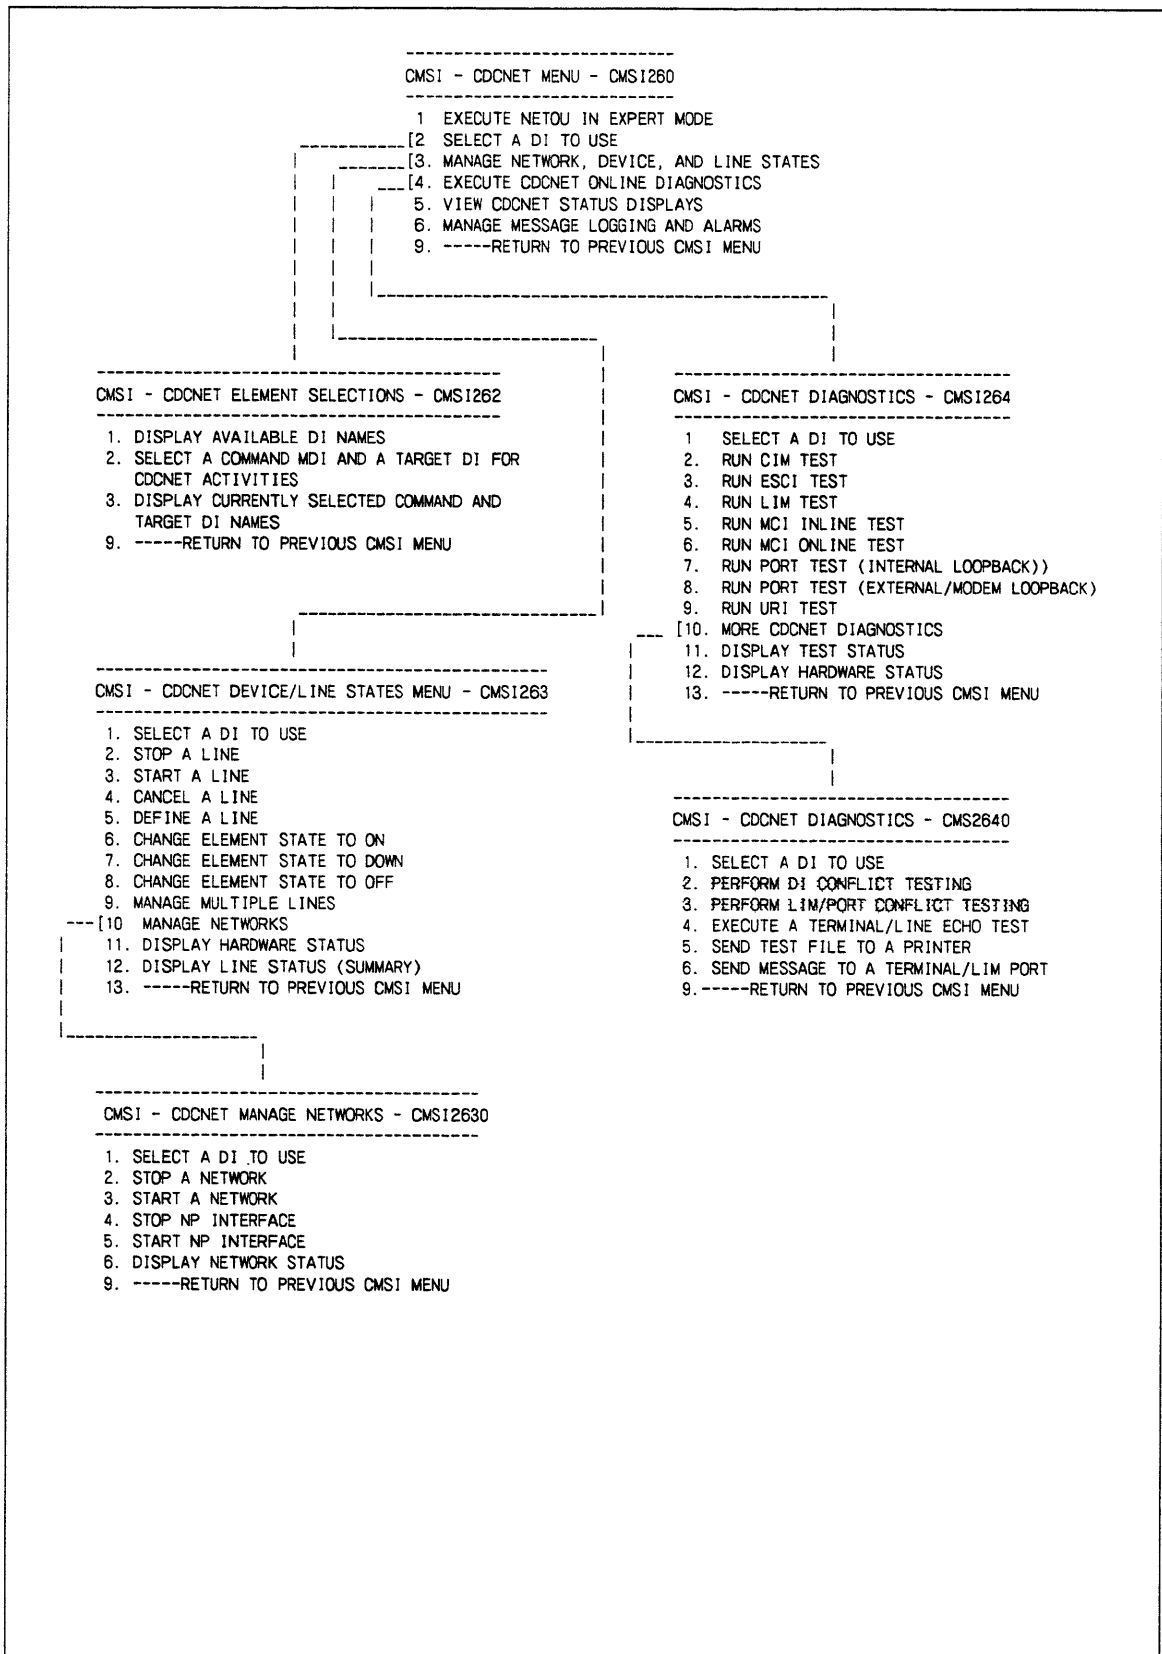 CMSI - CDCNET MENU - CMSI260
1 EXECUTE NETOU IN EXPERT MODE
[2 SELECT A DI TO USE
[3. MANAGE NETWORK, DEVICE, AND LINE STATES
[4. EXECUTE CDCNET ONLINE DIAGNOSTICS
5. VIEW CDCNET STATUS DISPLAYS
6. MANAGE MESSAGE LOGGING AND ALARMS
9. -----RETURN TO PREVIOUS CMSI MENU
CMSI - CDCNET ELEMENT SELECTIONS - CMSI262
1. DISPLAY AVAILABLE DI NAMES
2. SELECT A COMMAND MDI AND A TARGET DI FOR
CDCNET ACTIVITIES
3. DISPLAY CURRENTLY SELECTED COMMAND AND
TARGET DI NAMES
9. -----RETURN TO PREVIOUS CMSI MENU
CMSI - CDCNET DIAGNOSTICS - CMSI264
1 SELECT A DI TO USE
2. RUN CIM TEST
3. RUN ESCI TEST
4. RUN LIM TEST
5. RUN MCI INLINE TEST
6. RUN MCI ONLINE TEST
7. RUN PORT TEST (INTERNAL LOOPBACK))
8. RUN PORT TEST (EXTERNAL/MODEM LOOPBACK)
9. RUN URI TEST
[10. MORE CDCNET DIAGNOSTICS
11. DISPLAY TEST STATUS
12. DISPLAY HARDWARE STATUS
13. -----RETURN TO PREVIOUS CMSI MENU
CMSI - CDCNET DEVICE/LINE STATES MENU - CMSI263
1. SELECT A DI TO USE
2. STOP A LINE
3. START A LINE
4. CANCEL A LINE
5. DEFINE A LINE
6. CHANGE ELEMENT STATE TO ON
7. CHANGE ELEMENT STATE TO DOWN
8. CHANGE ELEMENT STATE TO OFF
9. MANAGE MULTIPLE LINES
---[10 MANAGE NETWORKS
11. DISPLAY HARDWARE STATUS
12. DISPLAY LINE STATUS (SUMMARY)
13. -----RETURN TO PREVIOUS CMSI MENU
CMSI - CDCNET DIAGNOSTICS - CMS2640
1. SELECT A DI TO USE
2. PERFORM DI CONFLICT TESTING
3. PERFORM LIM/PORT CONFLICT TESTING
4. EXECUTE A TERMINAL/LINE ECHO TEST
5. SEND TEST FILE TO A PRINTER
6. SEND MESSAGE TO A TERMINAL/LIM PORT
9.-----RETURN TO PREVIOUS CMSI MENU
CMSI - CDCNET MANAGE NETWORKS - CMSI2630
1. SELECT A DI TO USE
2. STOP A NETWORK
3. START A NETWORK
4. STOP NP INTERFACE
5. START NP INTERFACE
6. DISPLAY NETWORK STATUS
9. -----RETURN TO PREVIOUS CMSI MENU